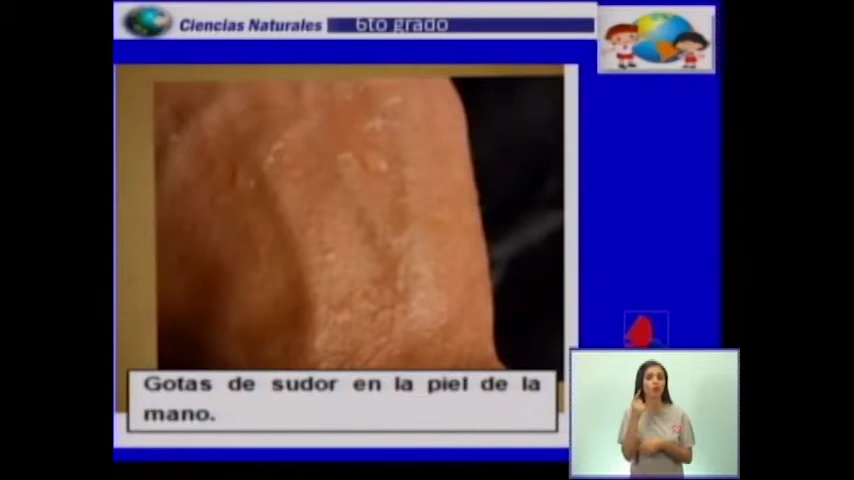 Ciencias Naturales 6to grado
Gotas de sudor en la piel de la
mano.